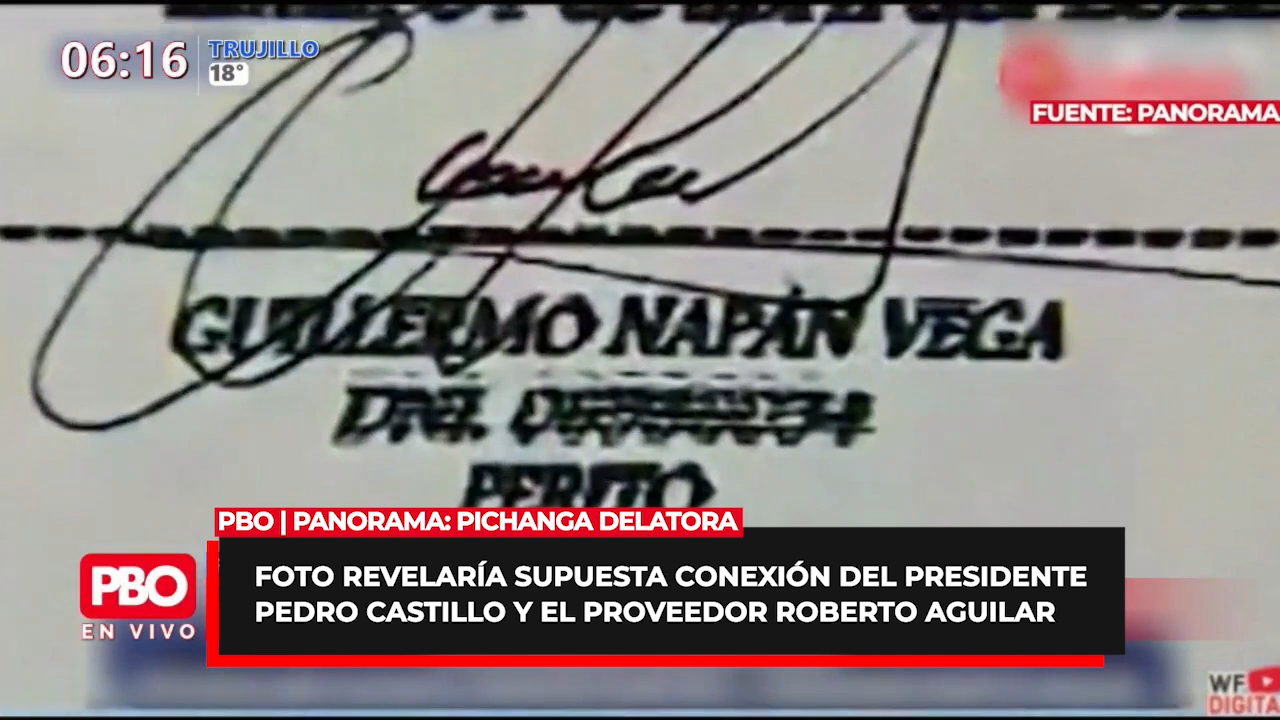 06:16
TRUJILLO
18°
FUENTE: PANORAMA
GUILLERMO NAPÁN VEGA
DNI.
PERITO
PBO | PANORAMA: PICHANGA DELATORA
FOTO REVELARÍA SUPUESTA CONEXIÓN DEL PRESIDENTE
PEDRO CASTILLO Y EL PROVEEDOR ROBERTO AGUILAR
PBO
EN VIVO
WF
DIGITA